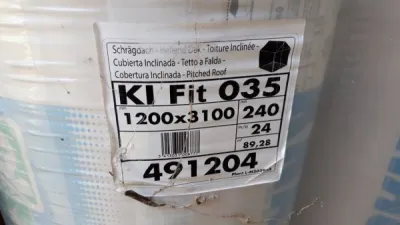 Schrägdach - Hellend Dak - Toiture Inclinée -
Cubierta Inclinada - Tetto a Falda -
Cobertura Inclinada - Pitched Roof
KI Fit 035
1200x3100
240
24
89,28
491204